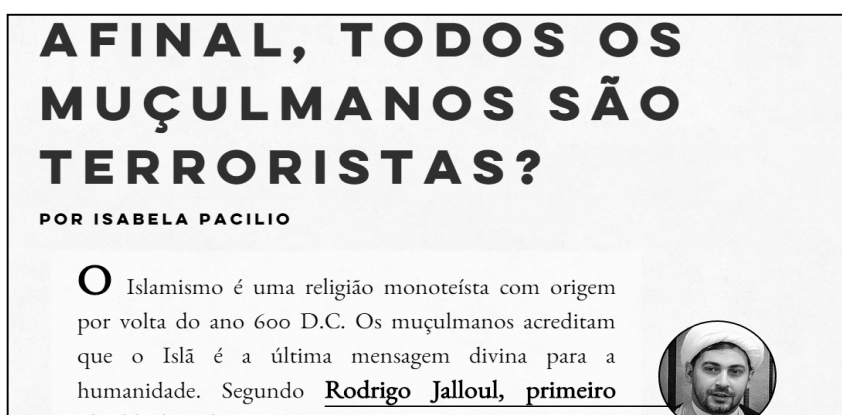 AFINAL, TODOS OS
MUÇULMANOS SÃO
TERRORISTAS?
POR ISABELA PACILIO
O Islamismo é uma religião monoteísta com origem
por volta do ano 600 D.C. Os muçulmanos acreditam
que o Islã é a última mensagem divina para a
humanidade. Segundo Rodrigo Jalloul, primeiro